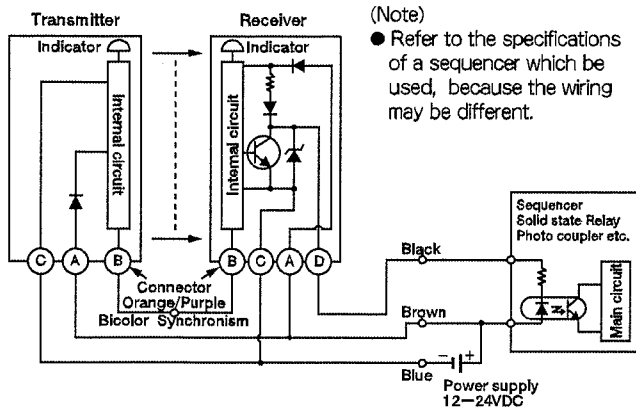 Transmitter
Receiver
Indicator
Indicator
Internal circuit
Internal circuit
C
A
B
B
C
A
D
Connector
Orange/Purple
Bicolor Synchronism
(Note)
● Refer to the specifications
of a sequencer which be
used, because the wiring
may be different.
Sequencer
Solid state Relay
Photo coupler etc.
Main circuit
Black
Brown
Blue
− +
Power supply
12−24VDC